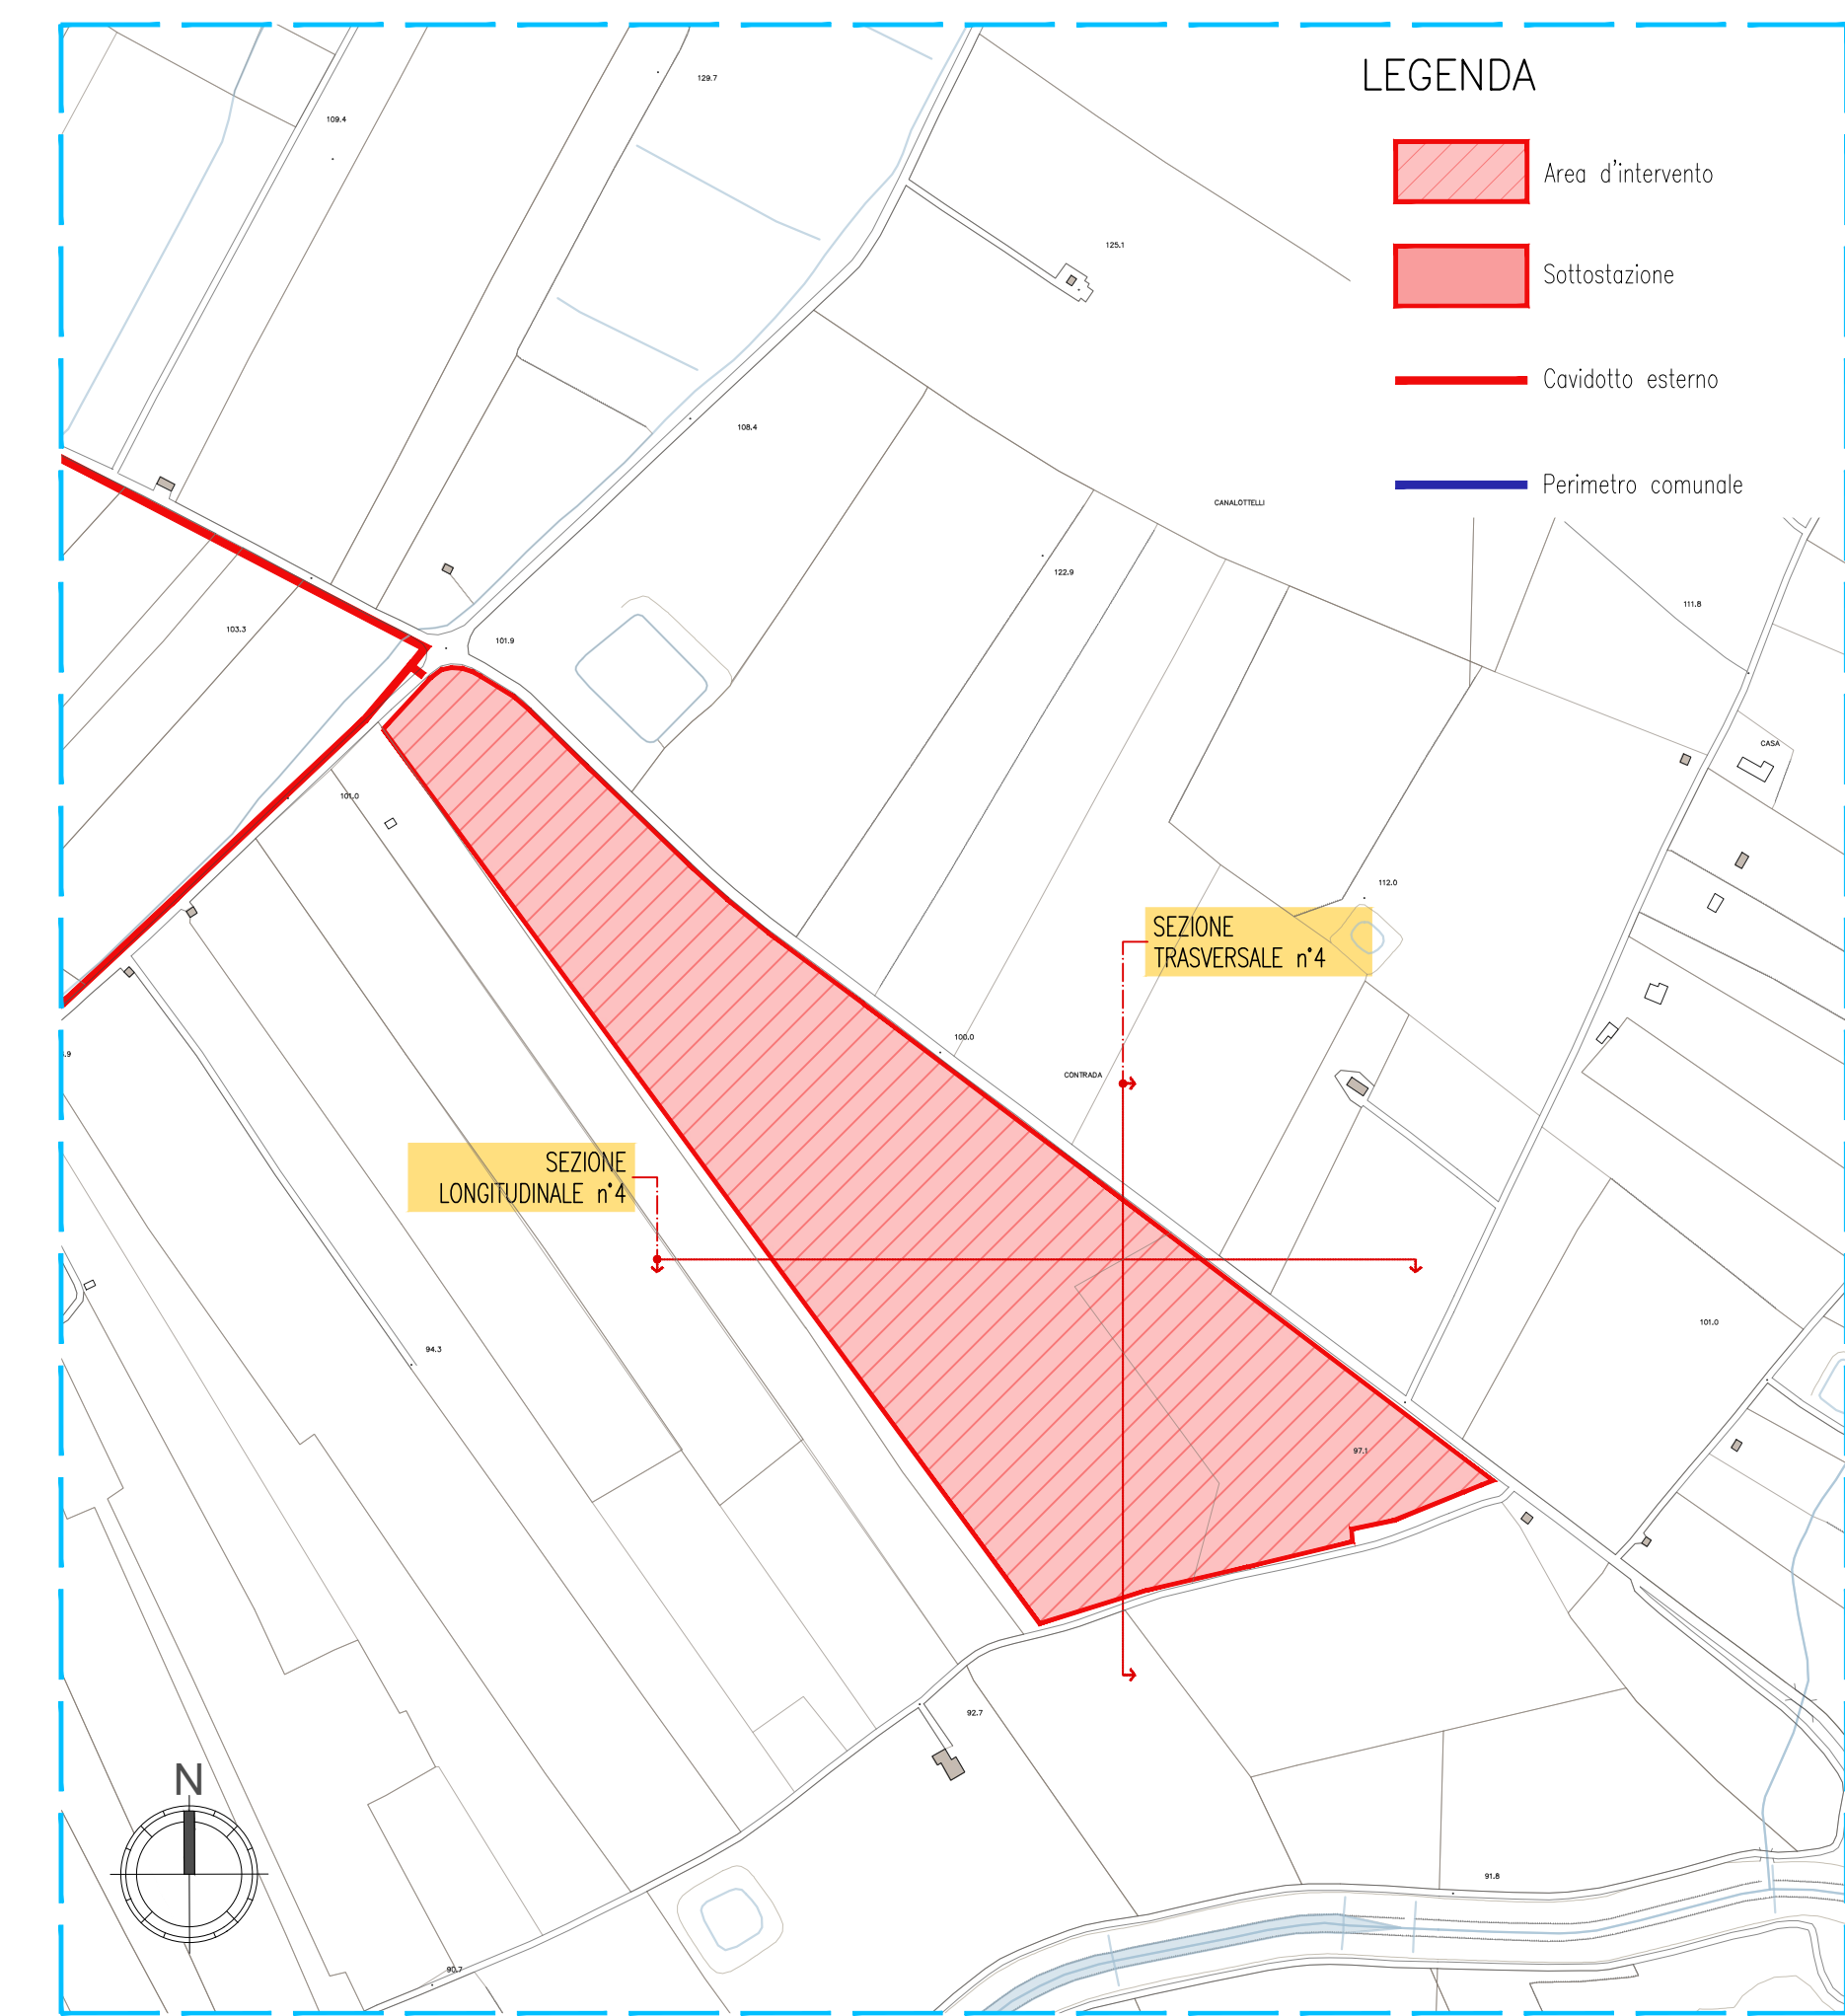 LEGENDA
Area d'intervento
Sottostazione
Cavidotto esterno
Perimetro comunale
129.7
109.4
125.1
108.4
CANALOTTELLI
122.9
111.8
103.3
101.9
CASA
101.0
112.0
SEZIONE
TRASVERSALE n°4
100.0
.9
CONTRADA
SEZIONE
LONGITUDINALE n°4
101.0
94.3
97.1
92.7
N
91.8
90.7